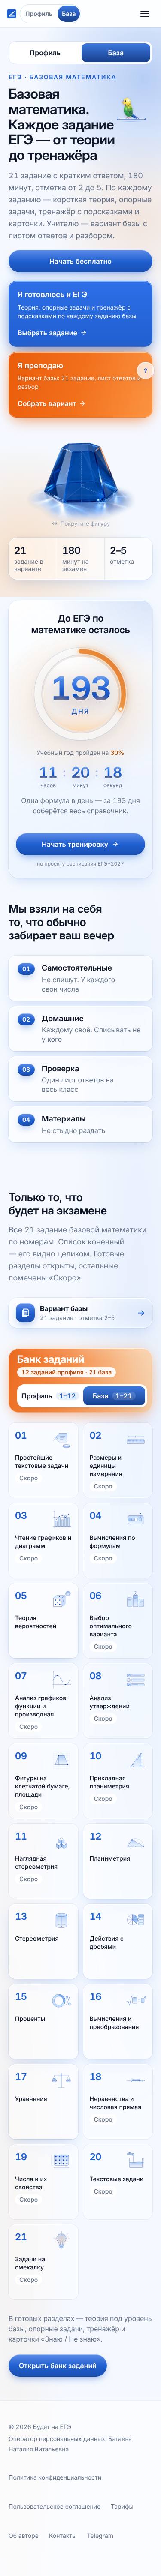 Профиль База
Профиль База
ЕГЭ · БАЗОВАЯ МАТЕМАТИКА
Базовая
математика.
Каждое задание
ЕГЭ — от теории
до тренажёра
21 задание с кратким ответом, 180
минут, отметка от 2 до 5. По каждому
заданию — короткая теория, опорные
задачи, тренажёр с подсказками и
карточки. Учителю — вариант базы с
листом ответов и разбором.
Начать бесплатно
Я готовлюсь к ЕГЭ
Теория, опорные задачи и тренажёр с
подсказками по каждому заданию базы
Выбрать задание →
Я преподаю
Вариант базы: 21 задание, лист ответов и
разбор
Собрать вариант →
?
↔ Покрутите фигуру
21 180 2–5
задание в варианте
минут на экзамен
отметка
До ЕГЭ по
математике осталось
193
ДНЯ
Учебный год пройден на 30%
11 : 20 : 18
часов минут секунд
Одна формула в день — за 193 дня
соберётся весь справочник.
Начать тренировку →
по проекту расписания ЕГЭ-2027
Мы взяли на себя
то, что обычно
забирает ваш вечер
01 Самостоятельные
Не спишут. У каждого
свои числа
02 Домашние
Каждому своё. Списывать не
у кого
03 Проверка
Один лист ответов на
весь класс
04 Материалы
Не стыдно раздать
Только то, что
будет на экзамене
Все 21 задание базовой математики
по номерам. Список конечный
— его видно целиком. Готовые
разделы открыты, остальные
помечены «Скоро».
Вариант базы
21 задание · отметка 2–5
→
Банк заданий
12 заданий профиля · 21 база
Профиль 1–12 База 1–21
01
Простейшие
текстовые задачи
Скоро
02
Размеры и
единицы
измерения
Скоро
03
Чтение графиков и
диаграмм
Скоро
04
Вычисления по
формулам
Скоро
05
Теория
вероятностей
06
Выбор
оптимального
варианта
Скоро
07
Анализ графиков:
функции и
производная
Скоро
08
Анализ
утверждений
Скоро
09
Фигуры на
клетчатой бумаге,
площади
Скоро
10
Прикладная
планиметрия
Скоро
11
Наглядная
стереометрия
Скоро
12
Планиметрия
13
Стереометрия
14
Действия с
дробями
15
Проценты
16
Вычисления и
преобразования
17
Уравнения
18
Неравенства и
числовая прямая
Скоро
19
Числа и их
свойства
Скоро
20
Текстовые задачи
Скоро
21
Задачи на
смекалку
Скоро
В готовых разделах — теория под уровень
базы, опорные задачи, тренажёр и
карточки «Знаю / Не знаю».
Открыть банк заданий
© 2026 Будет на ЕГЭ
Оператор персональных данных: Багаева
Наталия Витальевна
Политика конфиденциальности
Пользовательское соглашение Тарифы
Об авторе Контакты Telegram